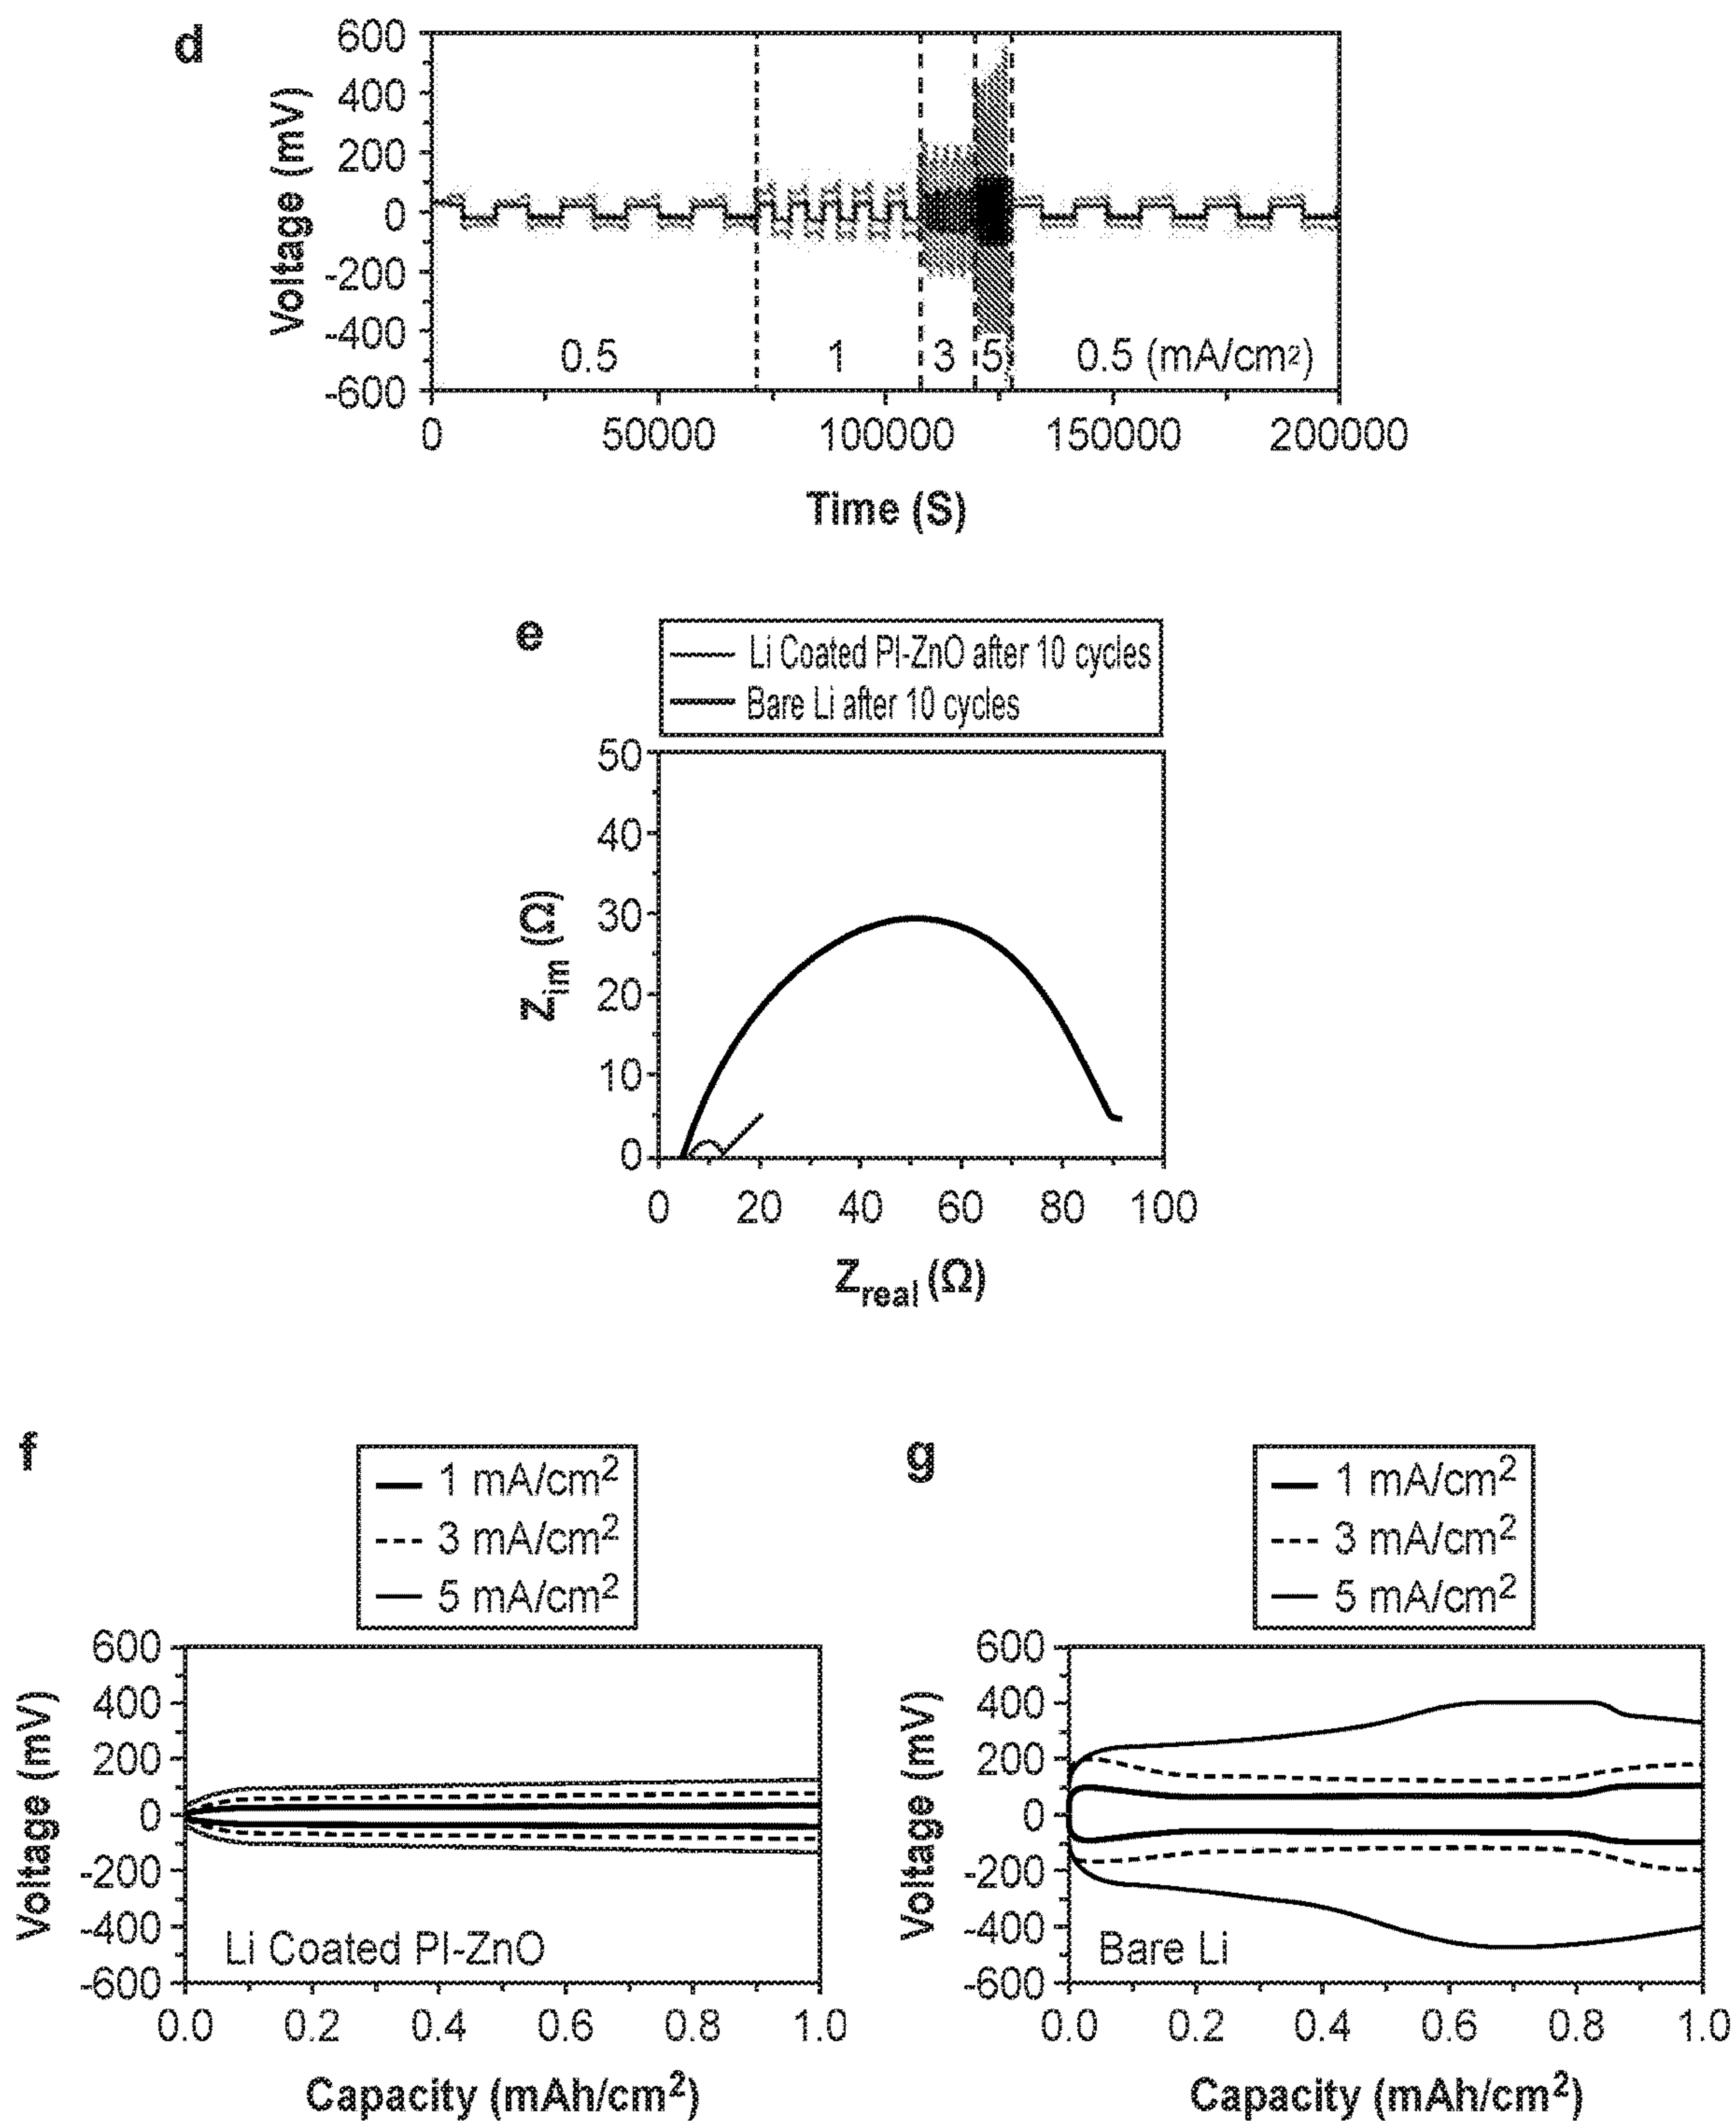 d
600
400
200
0
-200
-400
-600
Voltage (mV)
0.5
1
3
5
0.5 (mA/cm²)
0
50000
100000
150000
200000
Time (S)
e
Li Coated PI-ZnO after 10 cycles
Bare Li after 10 cycles
50
40
30
20
10
0
Zim (Ω)
0
20
40
60
80
100
Zreal (Ω)
f
1 mA/cm²
3 mA/cm²
5 mA/cm²
600
400
200
0
-200
-400
-600
Voltage (mV)
Li Coated PI-ZnO
0.0
0.2
0.4
0.6
0.8
1.0
Capacity (mAh/cm²)
g
1 mA/cm²
3 mA/cm²
5 mA/cm²
600
400
200
0
-200
-400
-600
Voltage (mV)
Bare Li
0.0
0.2
0.4
0.6
0.8
1.0
Capacity (mAh/cm²)